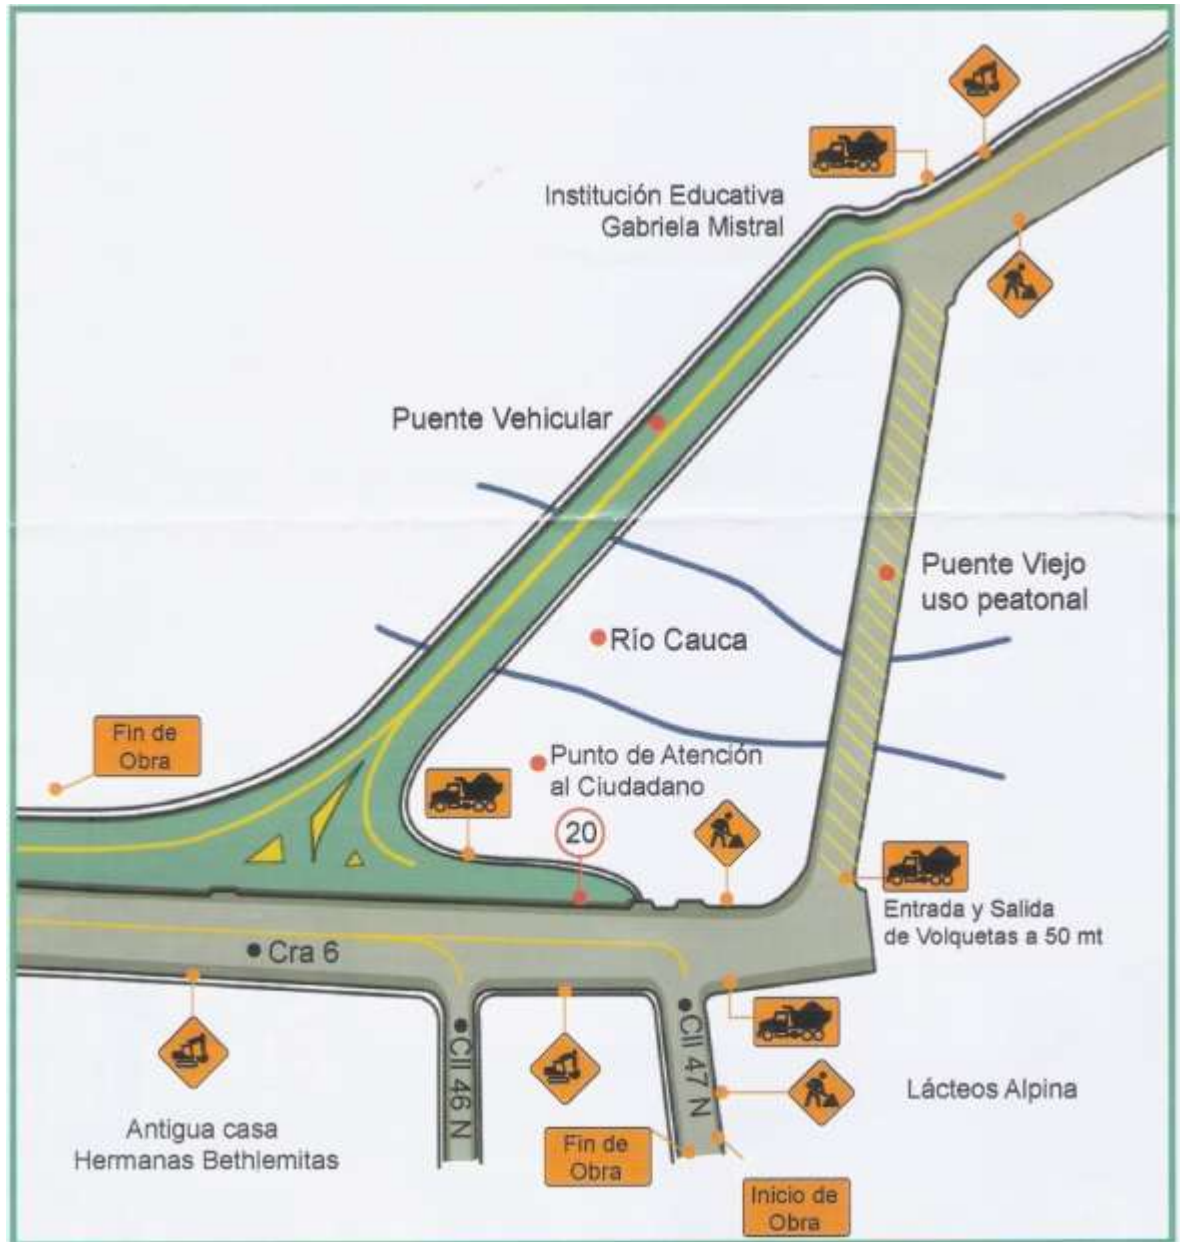 Institución Educativa
Gabriela Mistral
Puente Vehicular
Puente Viejo
uso peatonal
Río Cauca
Fin de
Obra
Punto de Atención
al Ciudadano
20
Entrada y Salida
de Volquetas a 50 mt
Cra 6
Cll 46 N
Cll 47 N
Lácteos Alpina
Antigua casa
Hermanas Bethlemitas
Fin de
Obra
Inicio de
Obra